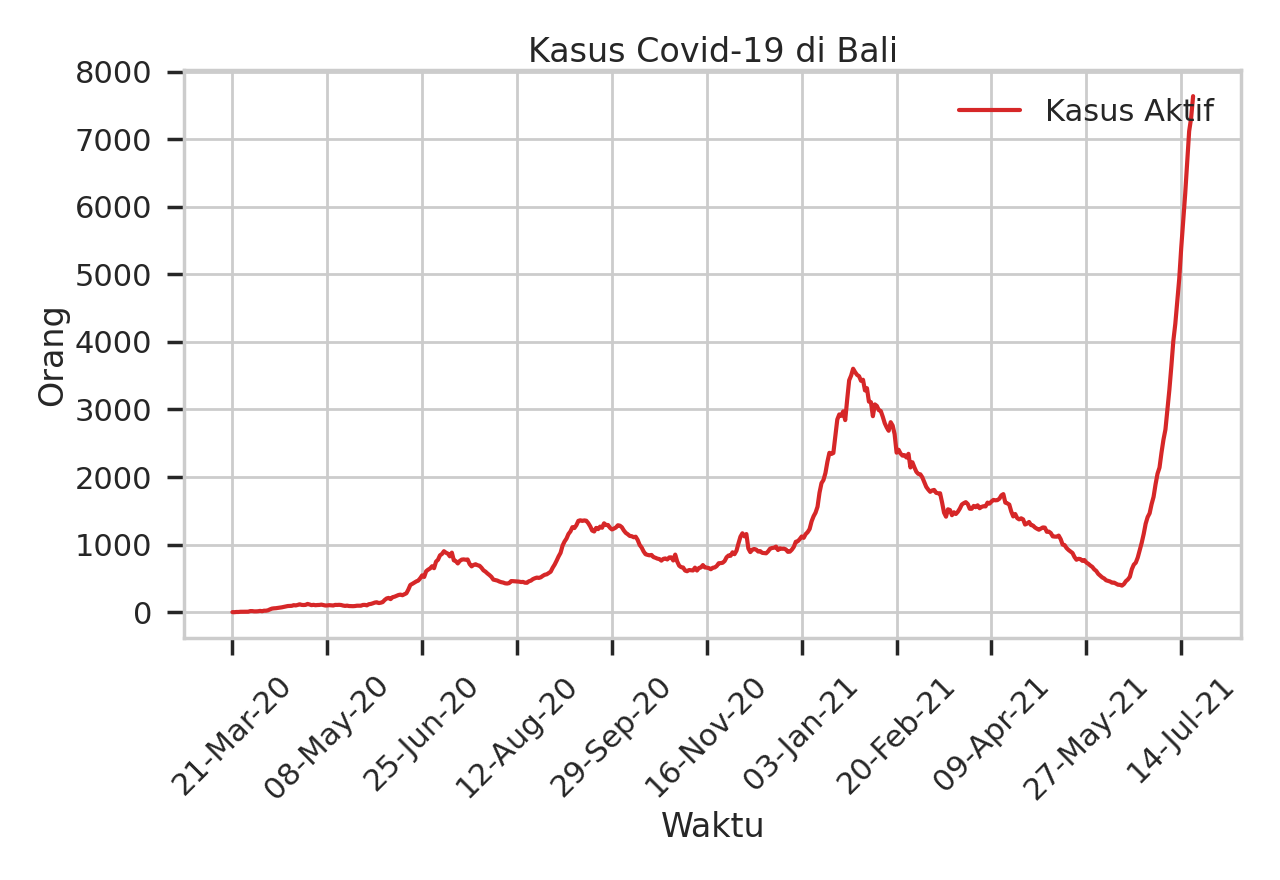 Kasus Covid-19 di Bali
8000
7000
6000
5000
4000
3000
2000
1000
0
Orang
Kasus Aktif
21-Mar-20
08-May-20
25-Jun-20
12-Aug-20
29-Sep-20
16-Nov-20
03-Jan-21
20-Feb-21
09-Apr-21
27-May-21
14-Jul-21
Waktu